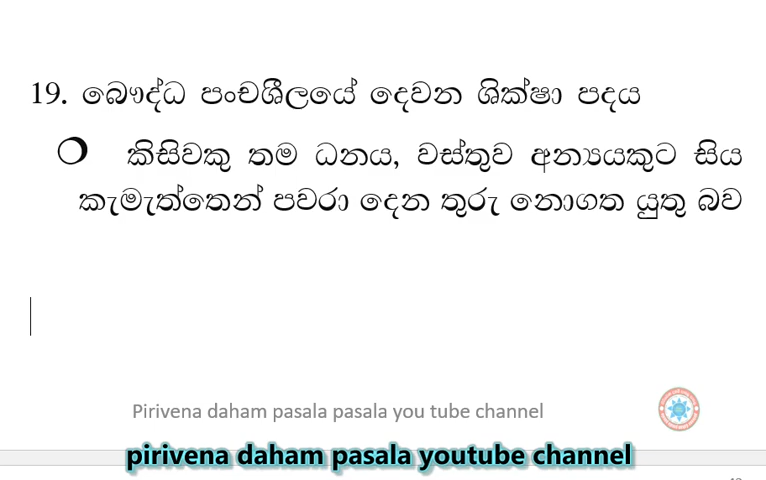 19. බෞද්ධ පංචශීලයේ දෙවන ශික්ෂා පදය
කිසිවකු තම ධනය, වස්තුව අන්‍යයකුට සිය
කැමැත්තෙන් පවරා දෙන තුරු නොගත යුතු බව
Pirivena daham pasala pasala you tube channel
pirivena daham pasala youtube channel